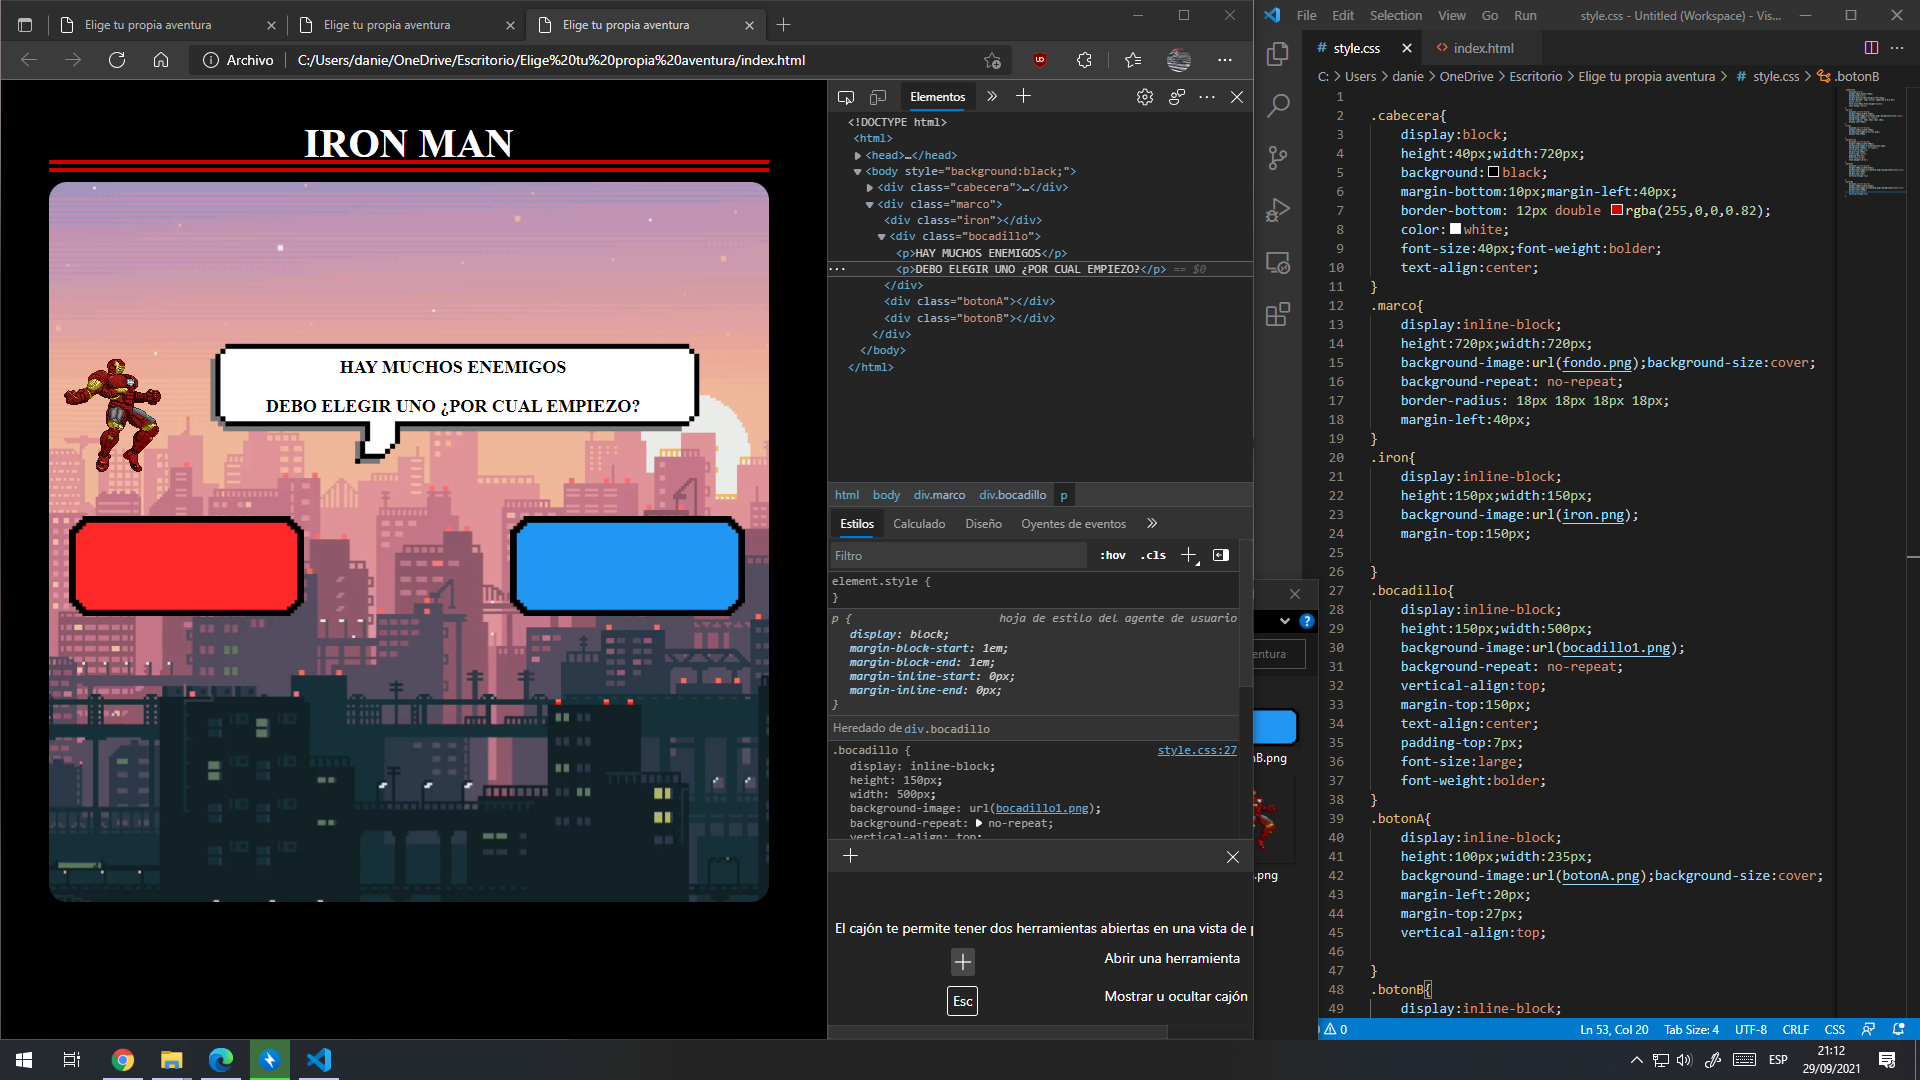 Elige tu propia aventura
Elige tu propia aventura
Elige tu propia aventura
Archivo
C:/Users/danie/OneDrive/Escritorio/Elige%20tu%20propia%20aventura/index.html
IRON MAN
HAY MUCHOS ENEMIGOS
DEBO ELEGIR UNO ¿POR CUAL EMPIEZO?
Elementos
<!DOCTYPE html>
<html>
<head>…</head>
<body style="background:black;">
<div class="cabecera">…</div>
<div class="marco">
<div class="iron"></div>
<div class="bocadillo">
<p>HAY MUCHOS ENEMIGOS</p>
<p>DEBO ELEGIR UNO ¿POR CUAL EMPIEZO?</p> == $0
</div>
<div class="botonA"></div>
<div class="botonB"></div>
</div>
</body>
</html>
html body div.marco div.bocadillo p
Estilos Calculado Diseño Oyentes de eventos
Filtro :hov .cls
element.style {
}
p { hoja de estilo del agente de usuario
display: block;
margin-block-start: 1em;
margin-block-end: 1em;
margin-inline-start: 0px;
margin-inline-end: 0px;
}
Heredado de div.bocadillo
.bocadillo { style.css:27
display: inline-block;
height: 150px;
width: 500px;
background-image: url(bocadillo1.png);
background-repeat: no-repeat;
vertical-align: top;
El cajón te permite tener dos herramientas abiertas en una vista de p
Abrir una herramienta
Esc Mostrar u ocultar cajón
entura
nB.png
.png
File Edit Selection View Go Run style.css - Untitled (Workspace) - Vis...
# style.css index.html
C: > Users > danie > OneDrive > Escritorio > Elige tu propia aventura > # style.css > .botonB
1
2 .cabecera{
3 display:block;
4 height:40px;width:720px;
5 background:black;
6 margin-bottom:10px;margin-left:40px;
7 border-bottom: 12px double rgba(255,0,0,0.82);
8 color:white;
9 font-size:40px;font-weight:bolder;
10 text-align:center;
11 }
12 .marco{
13 display:inline-block;
14 height:720px;width:720px;
15 background-image:url(fondo.png);background-size:cover;
16 background-repeat: no-repeat;
17 border-radius: 18px 18px 18px 18px;
18 margin-left:40px;
19 }
20 .iron{
21 display:inline-block;
22 height:150px;width:150px;
23 background-image:url(iron.png);
24 margin-top:150px;
25
26 }
27 .bocadillo{
28 display:inline-block;
29 height:150px;width:500px;
30 background-image:url(bocadillo1.png);
31 background-repeat: no-repeat;
32 vertical-align:top;
33 margin-top:150px;
34 text-align:center;
35 padding-top:7px;
36 font-size:large;
37 font-weight:bolder;
38 }
39 .botonA{
40 display:inline-block;
41 height:100px;width:235px;
42 background-image:url(botonA.png);background-size:cover;
43 margin-left:20px;
44 margin-top:27px;
45 vertical-align:top;
46
47 }
48 .botonB{
49 display:inline-block;
0 Ln 53, Col 20 Tab Size: 4 UTF-8 CRLF CSS
ESP 21:12
29/09/2021